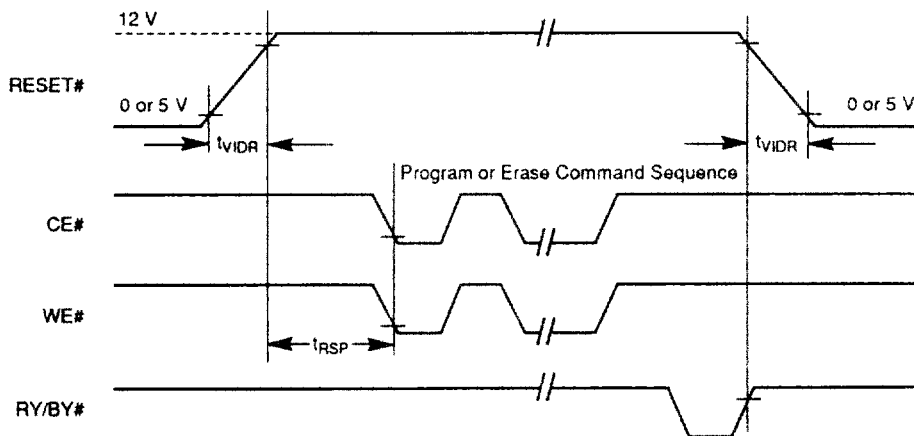 12 V
RESET#
0 or 5 V
0 or 5 V
tVIDR
tVIDR
Program or Erase Command Sequence
CE#
WE#
tRSP
RY/BY#